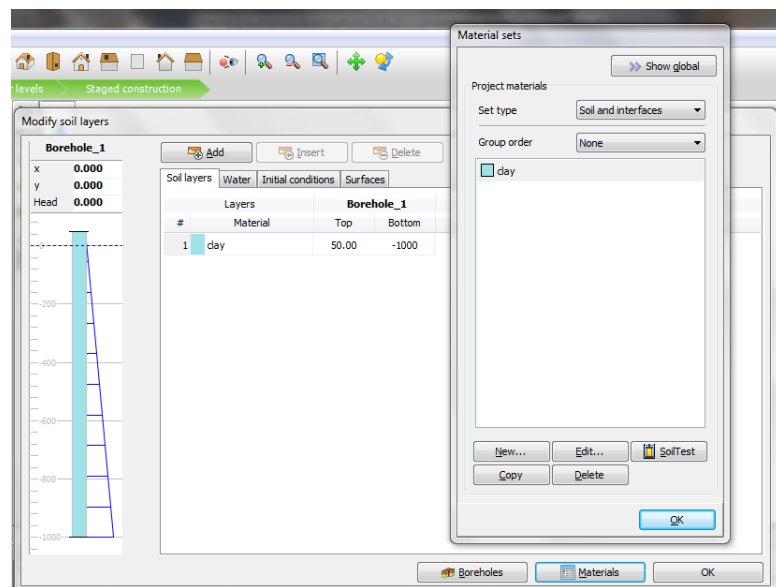 Material sets
Show global
Project materials
Set type
Soil and interfaces
Group order
None
clay
New...
Edit...
SoilTest
Copy
Delete
OK
r levels
Staged construction
Modify soil layers
Borehole_1
x 0.000
y 0.000
Head 0.000
0
-200
-400
-600
-800
-1000
Add
Insert
Delete
Soil layers Water Initial conditions Surfaces
Layers Borehole_1
# Material Top Bottom
1 clay 50.00 -1000
Boreholes
Materials
OK